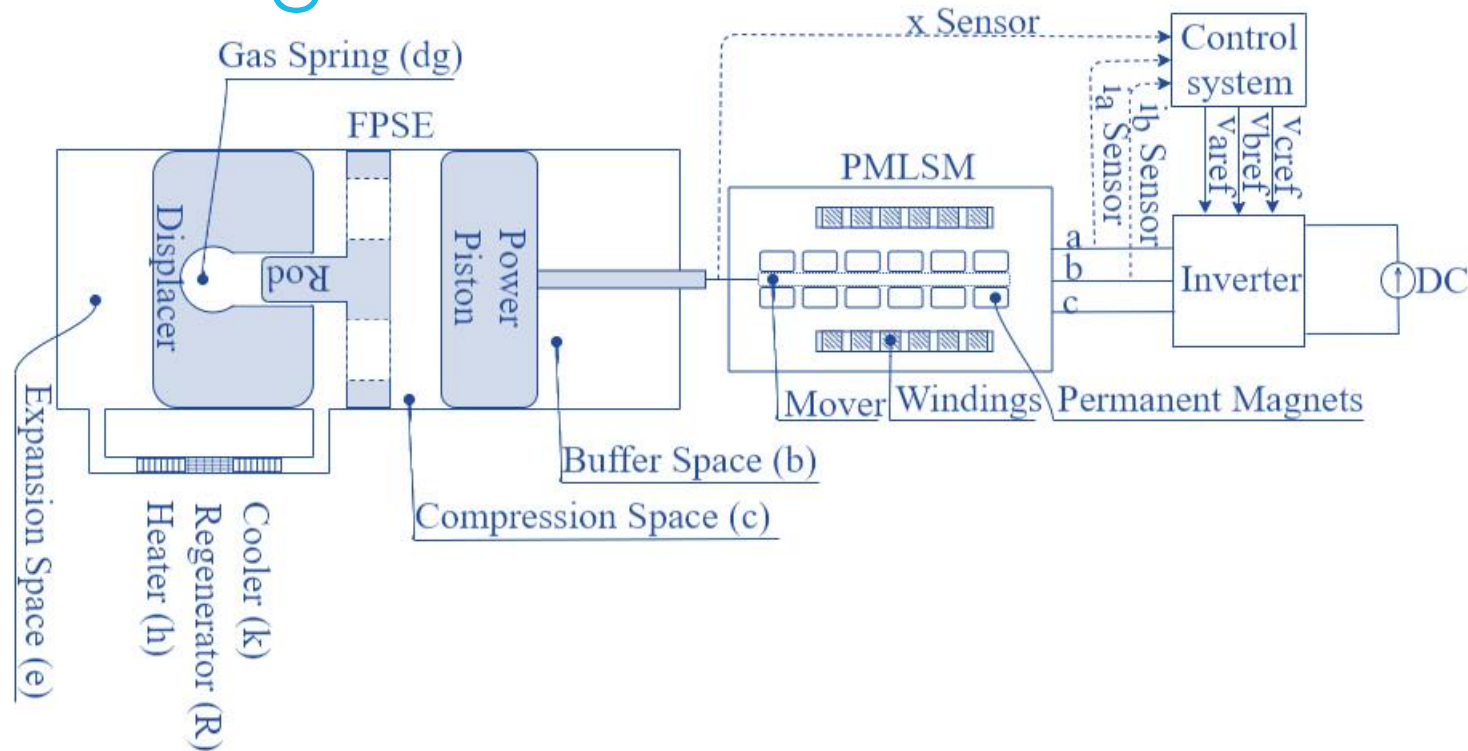 x Sensor
Control
system
Gas Spring (dg)
FPSE
ia Sensor
ib Sensor
varef
vbref
vcref
PMLSM
Displacer
Rod
Power
Piston
a
b
c
Inverter
DC
Mover
Windings
Permanent Magnets
Buffer Space (b)
Compression Space (c)
Expansion Space (e)
Heater (h)
Regenerator (R)
Cooler (k)